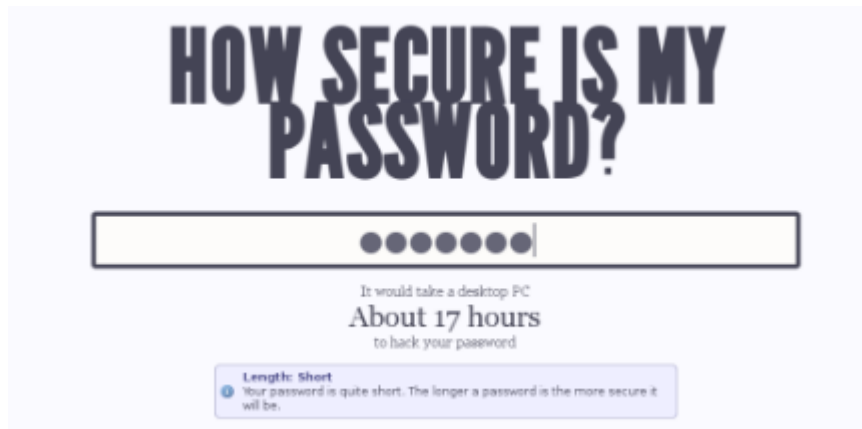 HOW SECURE IS MY
PASSWORD?
●●●●●●●
It would take a desktop PC
About 17 hours
to hack your password
Length: Short
Your password is quite short. The longer a password is the more secure it
will be.